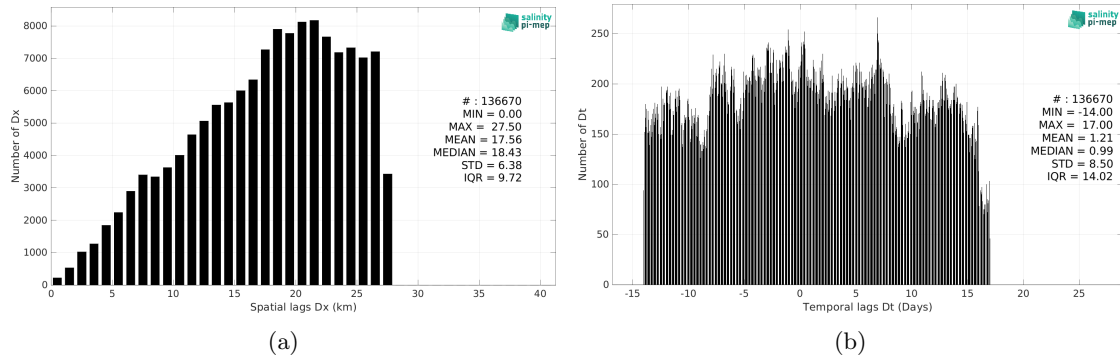 salinity
pi-mep
8000
7000
6000
5000
4000
3000
2000
1000
0
Number of Dx
# : 136670
MIN = 0.00
MAX = 27.50
MEAN = 17.56
MEDIAN = 18.43
STD = 6.38
IQR = 9.72
0 5 10 15 20 25 30 35 40
Spatial lags Dx (km)
(a)
salinity
pi-mep
250
200
150
100
50
0
Number of Dt
# : 136670
MIN = -14.00
MAX = 17.00
MEAN = 1.21
MEDIAN = 0.99
STD = 8.50
IQR = 14.02
-15 -10 -5 0 5 10 15 20 25
Temporal lags Dt (Days)
(b)